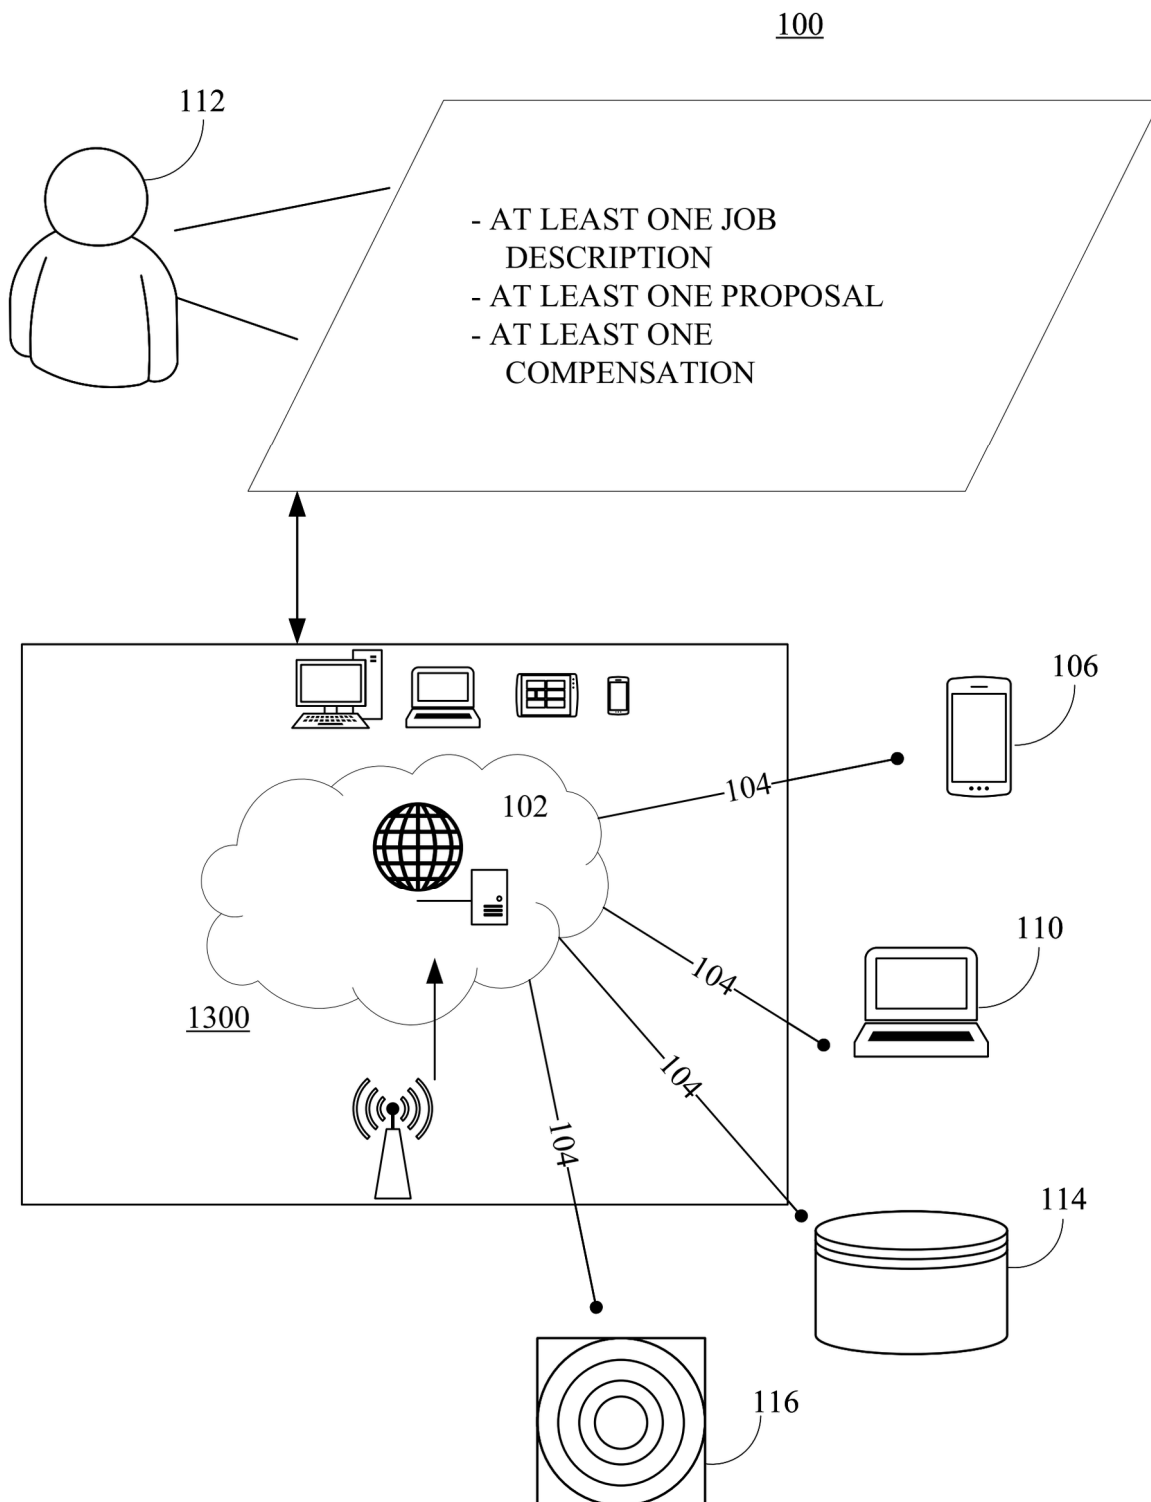 100
112
- AT LEAST ONE JOB
DESCRIPTION
- AT LEAST ONE PROPOSAL
- AT LEAST ONE
COMPENSATION
106
104
102
110
104
1300
104
104
114
116